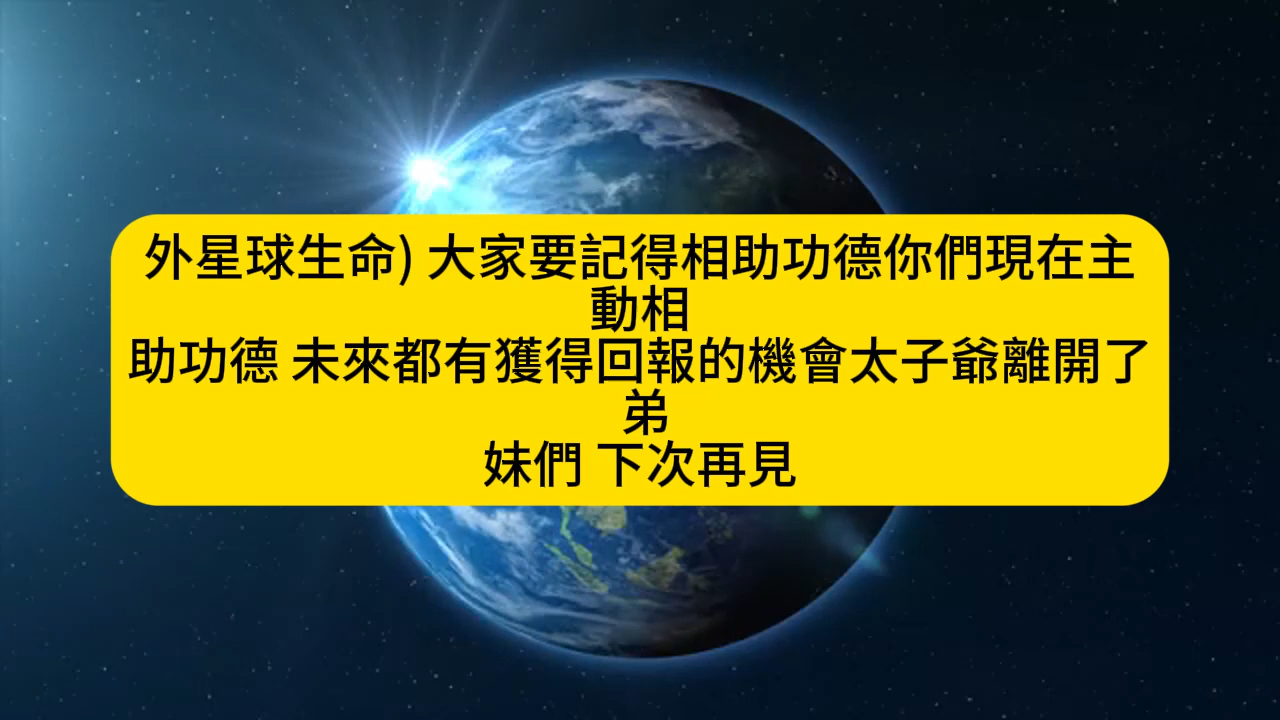 外星球生命) 大家要記得相助功德你們現在主
動相
助功德 未來都有獲得回報的機會太子爺離開了
弟
妹們 下次再見